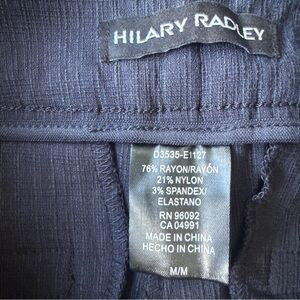 HILARY RADLEY
D3535-E1127
76% RAYON/RAYÓN
21% NYLON
3% SPANDEX/
ELASTANO
RN 96092
CA 04991
MADE IN CHINA
HECHO IN CHINA
M/M